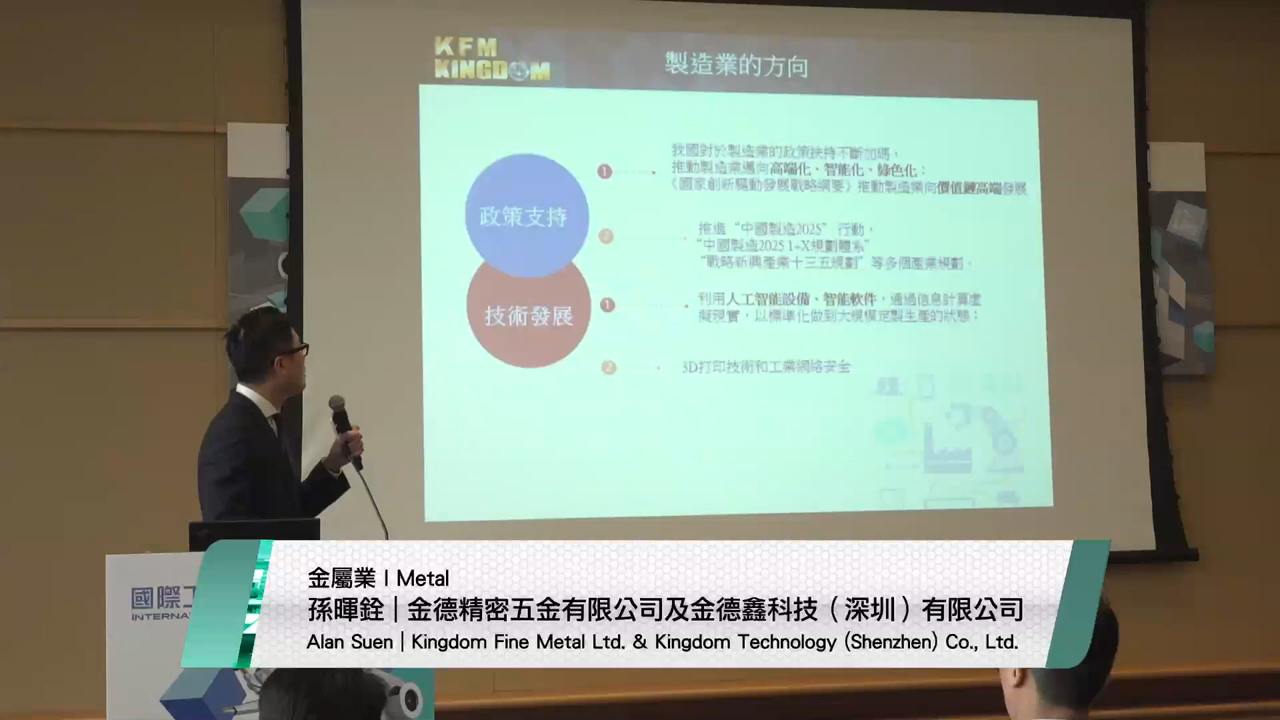 KFM
KINGDOM
製造業的方向
政策支持
技術發展
1
我國對於製造業的政策扶持不斷加碼，
推動製造業邁向高端化、智能化、綠色化；
《國家創新驅動發展戰略綱要》推動製造業向價值鏈高端發展
2
推進“中國製造2025”行動，
“中國製造2025 1+X規劃體系”
“戰略新興產業十三五規劃”等多個產業規劃。
1
利用人工智能設備、智能軟件，通過信息計算虛
擬現實，以標準化做到大規模定製生產的狀態；
2
3D打印技術和工業網絡安全
國際工
INTERNA
金屬業 | Metal
孫暉銓 | 金德精密五金有限公司及金德鑫科技（深圳）有限公司
Alan Suen | Kingdom Fine Metal Ltd. & Kingdom Technology (Shenzhen) Co., Ltd.